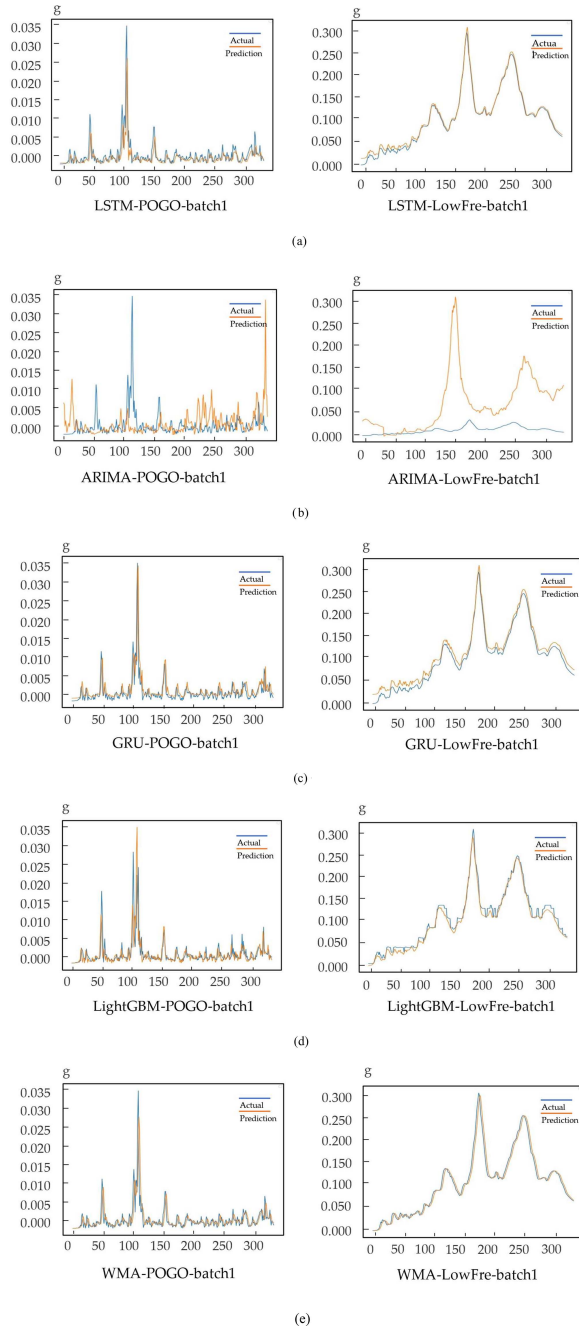 g
0.035
Actual
0.030
Prediction
0.025
0.020
0.015
0.010
0.005
0.000
0 50 100 150 200 250 300
LSTM-POGO-batch1
g
Actua
0.300
Prediction
0.250
0.200
0.150
0.100
0.050
0.000
0 50 100 150 200 250 300
LSTM-LowFre-batch1
(a)
g
0.035
Actual
0.030
Prediction
0.025
0.020
0.015
0.010
0.005
0.000
0 50 100 150 200 250 300
ARIMA-POGO-batch1
g
0.300
Actual
Prediction
0.250
0.200
0.150
0.100
0.050
0.000
0 50 100 150 200 250 300
ARIMA-LowFre-batch1
(b)
g
0.035
Actual
0.030
Prediction
0.025
0.020
0.015
0.010
0.005
0.000
0 50 100 150 200 250 300
GRU-POGO-batch1
g
0.300
Actual
Prediction
0.250
0.200
0.150
0.100
0.050
0.000
0 50 100 150 200 250 300
GRU-LowFre-batch1
(c)
g
0.035
Actual
0.030
Prediction
0.025
0.020
0.015
0.010
0.005
0.000
0 50 100 150 200 250 300
LightGBM-POGO-batch1
g
Actual
0.300
Prediction
0.250
0.200
0.150
0.100
0.050
0.000
0 50 100 150 200 250 300
LightGBM-LowFre-batch1
(d)
g
0.035
Actual
0.030
Prediction
0.025
0.020
0.015
0.010
0.005
0.000
0 50 100 150 200 250 300
WMA-POGO-batch1
g
0.300
Actual
Prediction
0.250
0.200
0.150
0.100
0.050
0.000
0 50 100 150 200 250 300
WMA-LowFre-batch1
(e)